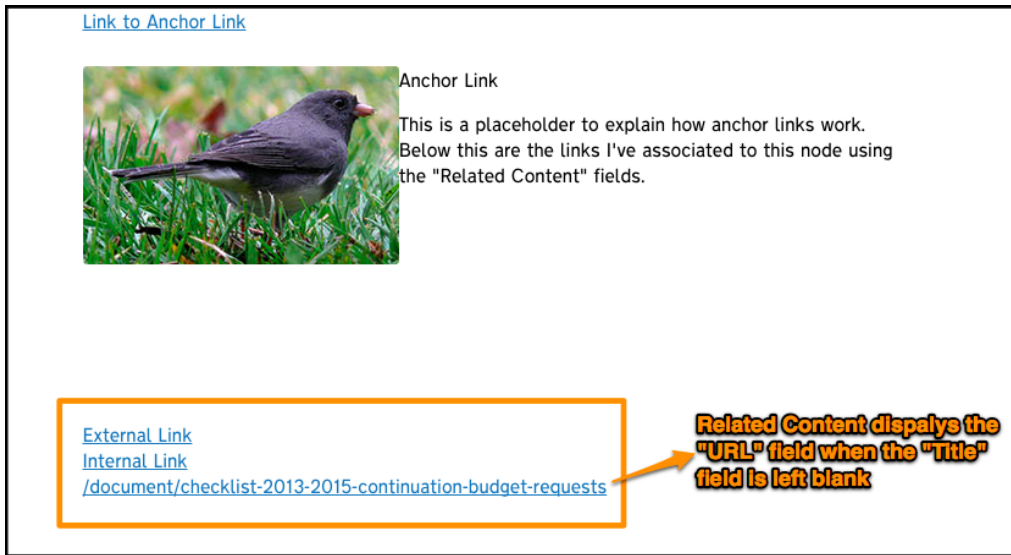 Link to Anchor Link
Anchor Link
This is a placeholder to explain how anchor links work.
Below this are the links I've associated to this node using
the "Related Content" fields.
External Link
Internal Link
/document/checklist-2013-2015-continuation-budget-requests
Related Content dispalys the
"URL" field when the "Title"
field is left blank